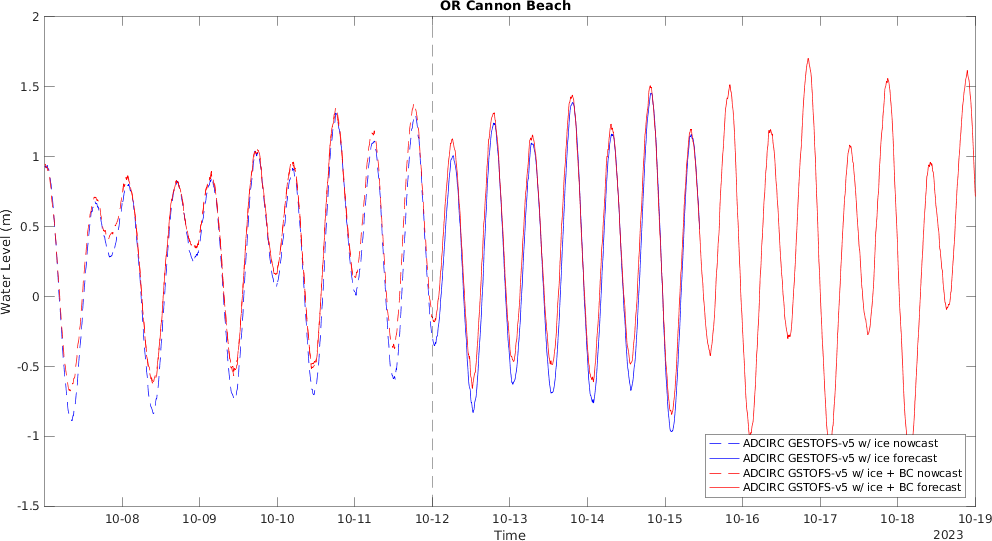 OR Cannon Beach
2
1.5
1
0.5
0
-0.5
-1
-1.5
Water Level (m)
ADCIRC GESTOFS-v5 w/ ice nowcast
ADCIRC GESTOFS-v5 w/ ice forecast
ADCIRC GSTOFS-v5 w/ ice + BC nowcast
ADCIRC GSTOFS-v5 w/ ice + BC forecast
10-08 10-09 10-10 10-11 10-12 10-13 10-14 10-15 10-16 10-17 10-18 10-19
Time
2023